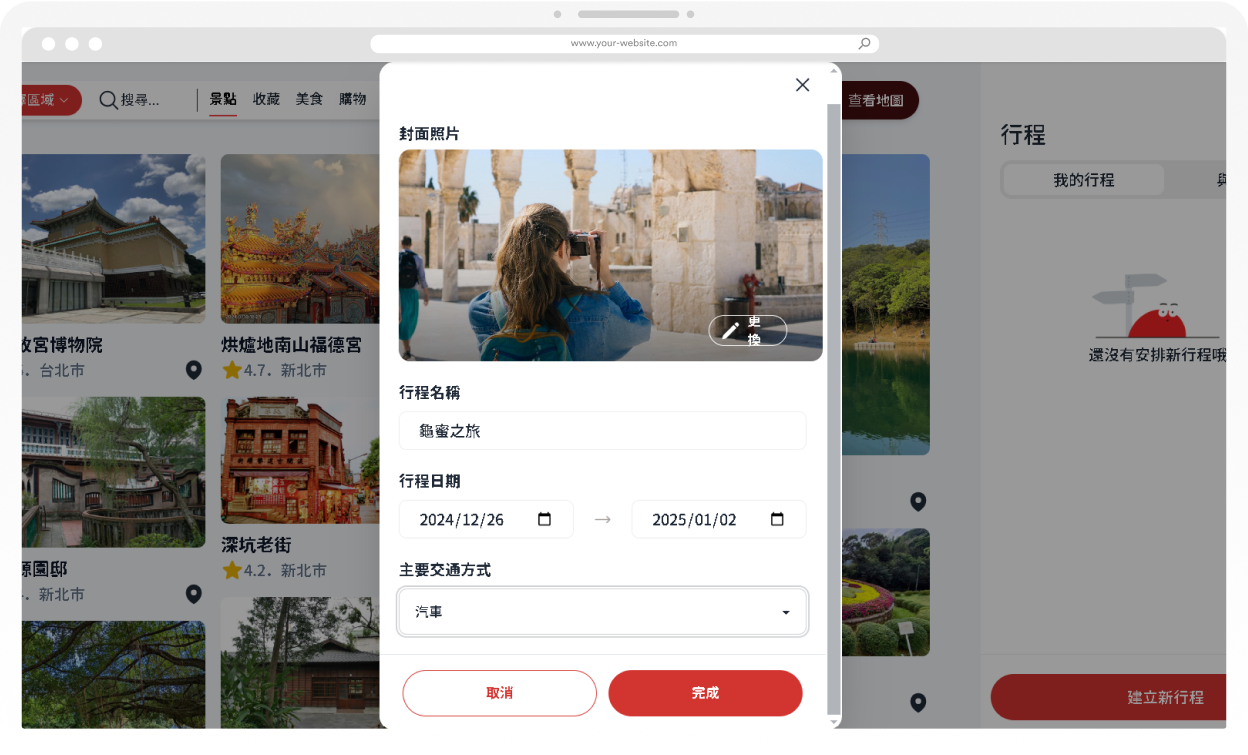 www.your-website.com
區域
搜尋...
景點
收藏
美食
購物
查看地圖
封面照片
更
換
行程名稱
龜蜜之旅
行程日期
2024/12/26
2025/01/02
主要交通方式
汽車
取消
完成
故宮博物院
台北市
烘爐地南山福德宮
4.7．新北市
深坑老街
4.2．新北市
源園邸
新北市
行程
我的行程
還沒有安排新行程哦
建立新行程